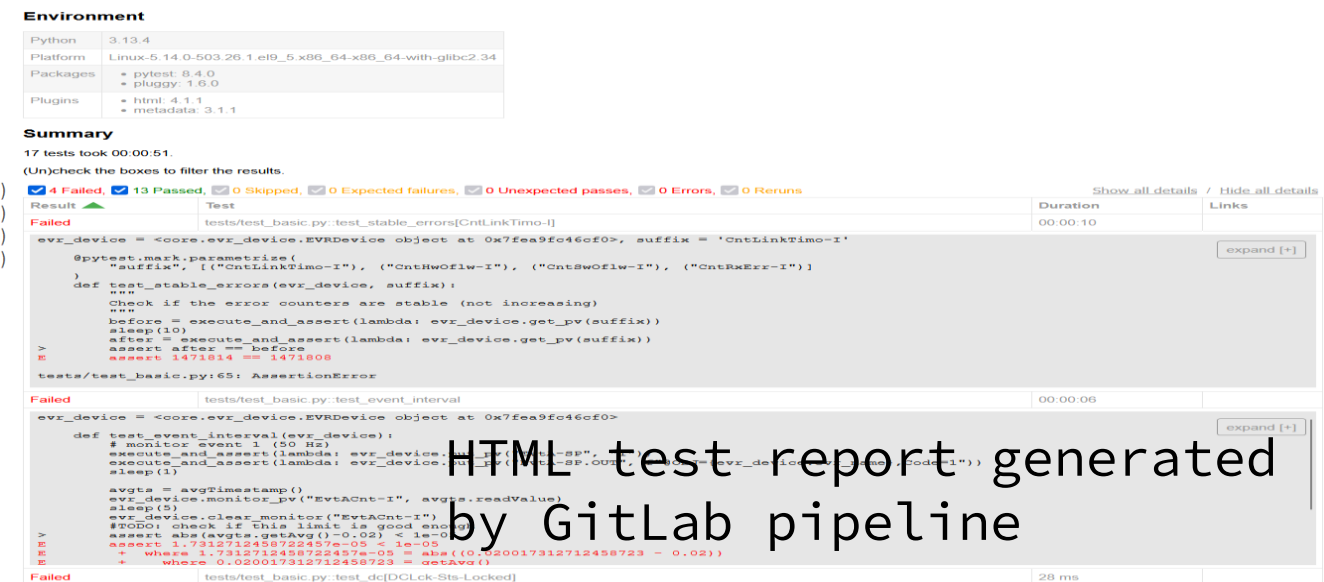 Environment
Python 3.13.4
Platform Linux-5.14.0-503.26.1.el9_5.x86_64-x86_64-with-glibc2.34
Packages • pytest: 8.4.0
• pluggy: 1.6.0
Plugins • html: 4.1.1
• metadata: 3.1.1
Summary
17 tests took 00:00:51.
(Un)check the boxes to filter the results.
) 4 Failed, 13 Passed, 0 Skipped, 0 Expected failures, 0 Unexpected passes, 0 Errors, 0 Reruns Show all details / Hide all details
) Result Test Duration Links
) Failed tests/test_basic.py::test_stable_errors[CntLinkTimo-I] 00:00:10
evr_device = <core.evr_device.EVRDevice object at 0x7fea9fc46cf0>, suffix = 'CntLinkTimo-I'
expand [+]
@pytest.mark.parametrize(
) "suffix", [("CntLinkTimo-I"), ("CntHwOflw-I"), ("CntSwOflw-I"), ("CntRxErr-I")]
)
def test_stable_errors(evr_device, suffix):
"""
Check if the error counters are stable (not increasing)
"""
before = execute_and_assert(lambda: evr_device.get_pv(suffix))
sleep(10)
after = execute_and_assert(lambda: evr_device.get_pv(suffix))
> assert after == before
E assert 1471814 == 1471808
tests/test_basic.py:65: AssertionError
Failed tests/test_basic.py::test_event_interval 00:00:06
evr_device = <core.evr_device.EVRDevice object at 0x7fea9fc46cf0>
expand [+]
def test_event_interval(evr_device):
# monitor event 1 (50 Hz)
execute_and_assert(lambda: evr_device.
execute_and_assert(lambda: evr_device.
sleep(1)
HTML test report generated
avgts = avgTimestamp()
evr_device.monitor_pv("EvtACnt-I", avgts.readValue)
sleep(5)
evr_device.clear_monitor("EvtACnt-I")
#TODO: check if this limit is good enough
by GitLab pipeline
> assert abs(avgts.getAvg()-0.02) < 1e-05
E assert 1.7312712458722457e-05 < 1e-05
E + where 1.7312712458722457e-05 = abs((0.020017312712458723 - 0.02))
E + where 0.020017312712458723 = getAvg()
Failed tests/test_basic.py::test_dc[DCLck-Sts-Locked] 28 ms